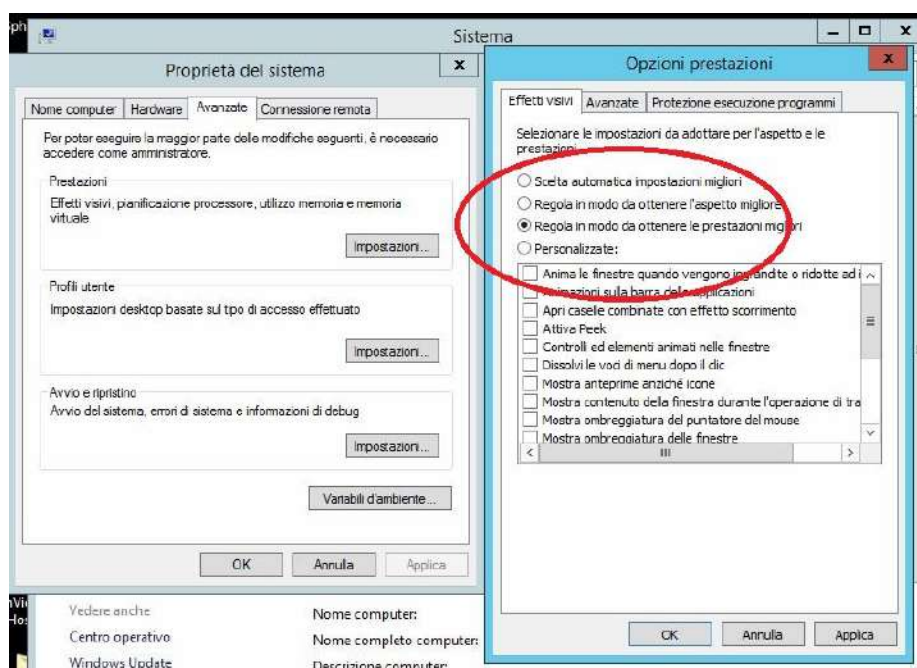 Sistema
Proprietà del sistema
Nome computer
Hardware
Avanzate
Connessione remota
Per poter eseguire la maggior parte delle modifiche seguenti, è necessario
accedere come amministratore.
Prestazioni
Effetti visivi, pianificazione processore, utilizzo memoria e memoria
virtuale
Impostazioni...
Profili utente
Impostazioni desktop basate sul tipo di accesso effettuato
Impostazioni...
Avvio e ripristino
Avvio del sistema, errori di sistema e informazioni di debug
Impostazioni...
Variabili d'ambiente...
OK
Annulla
Applica
Opzioni prestazioni
Effetti visivi
Avanzate
Protezione esecuzione programmi
Selezionare le impostazioni da adottare per l'aspetto e le
prestazioni
Scelta automatica impostazioni migliori
Regola in modo da ottenere l'aspetto migliore
Regola in modo da ottenere le prestazioni migliori
Personalizzate:
Anima le finestre quando vengono ingrandite o ridotte ad i
Animazioni sulla barra delle applicazioni
Apri caselle combinate con effetto scorrimento
Attiva Peek
Controlli ed elementi animati nelle finestre
Dissolvi le voci di menu dopo il clic
Mostra anteprime anziché icone
Mostra contenuto della finestra durante l'operazione di tra
Mostra ombreggiatura del puntatore del mouse
Mostra ombreggiatura delle finestre
OK
Annulla
Applica
Vedere anche
Centro operativo
Windows Update
Nome computer:
Nome completo computer:
Descrizione computer: